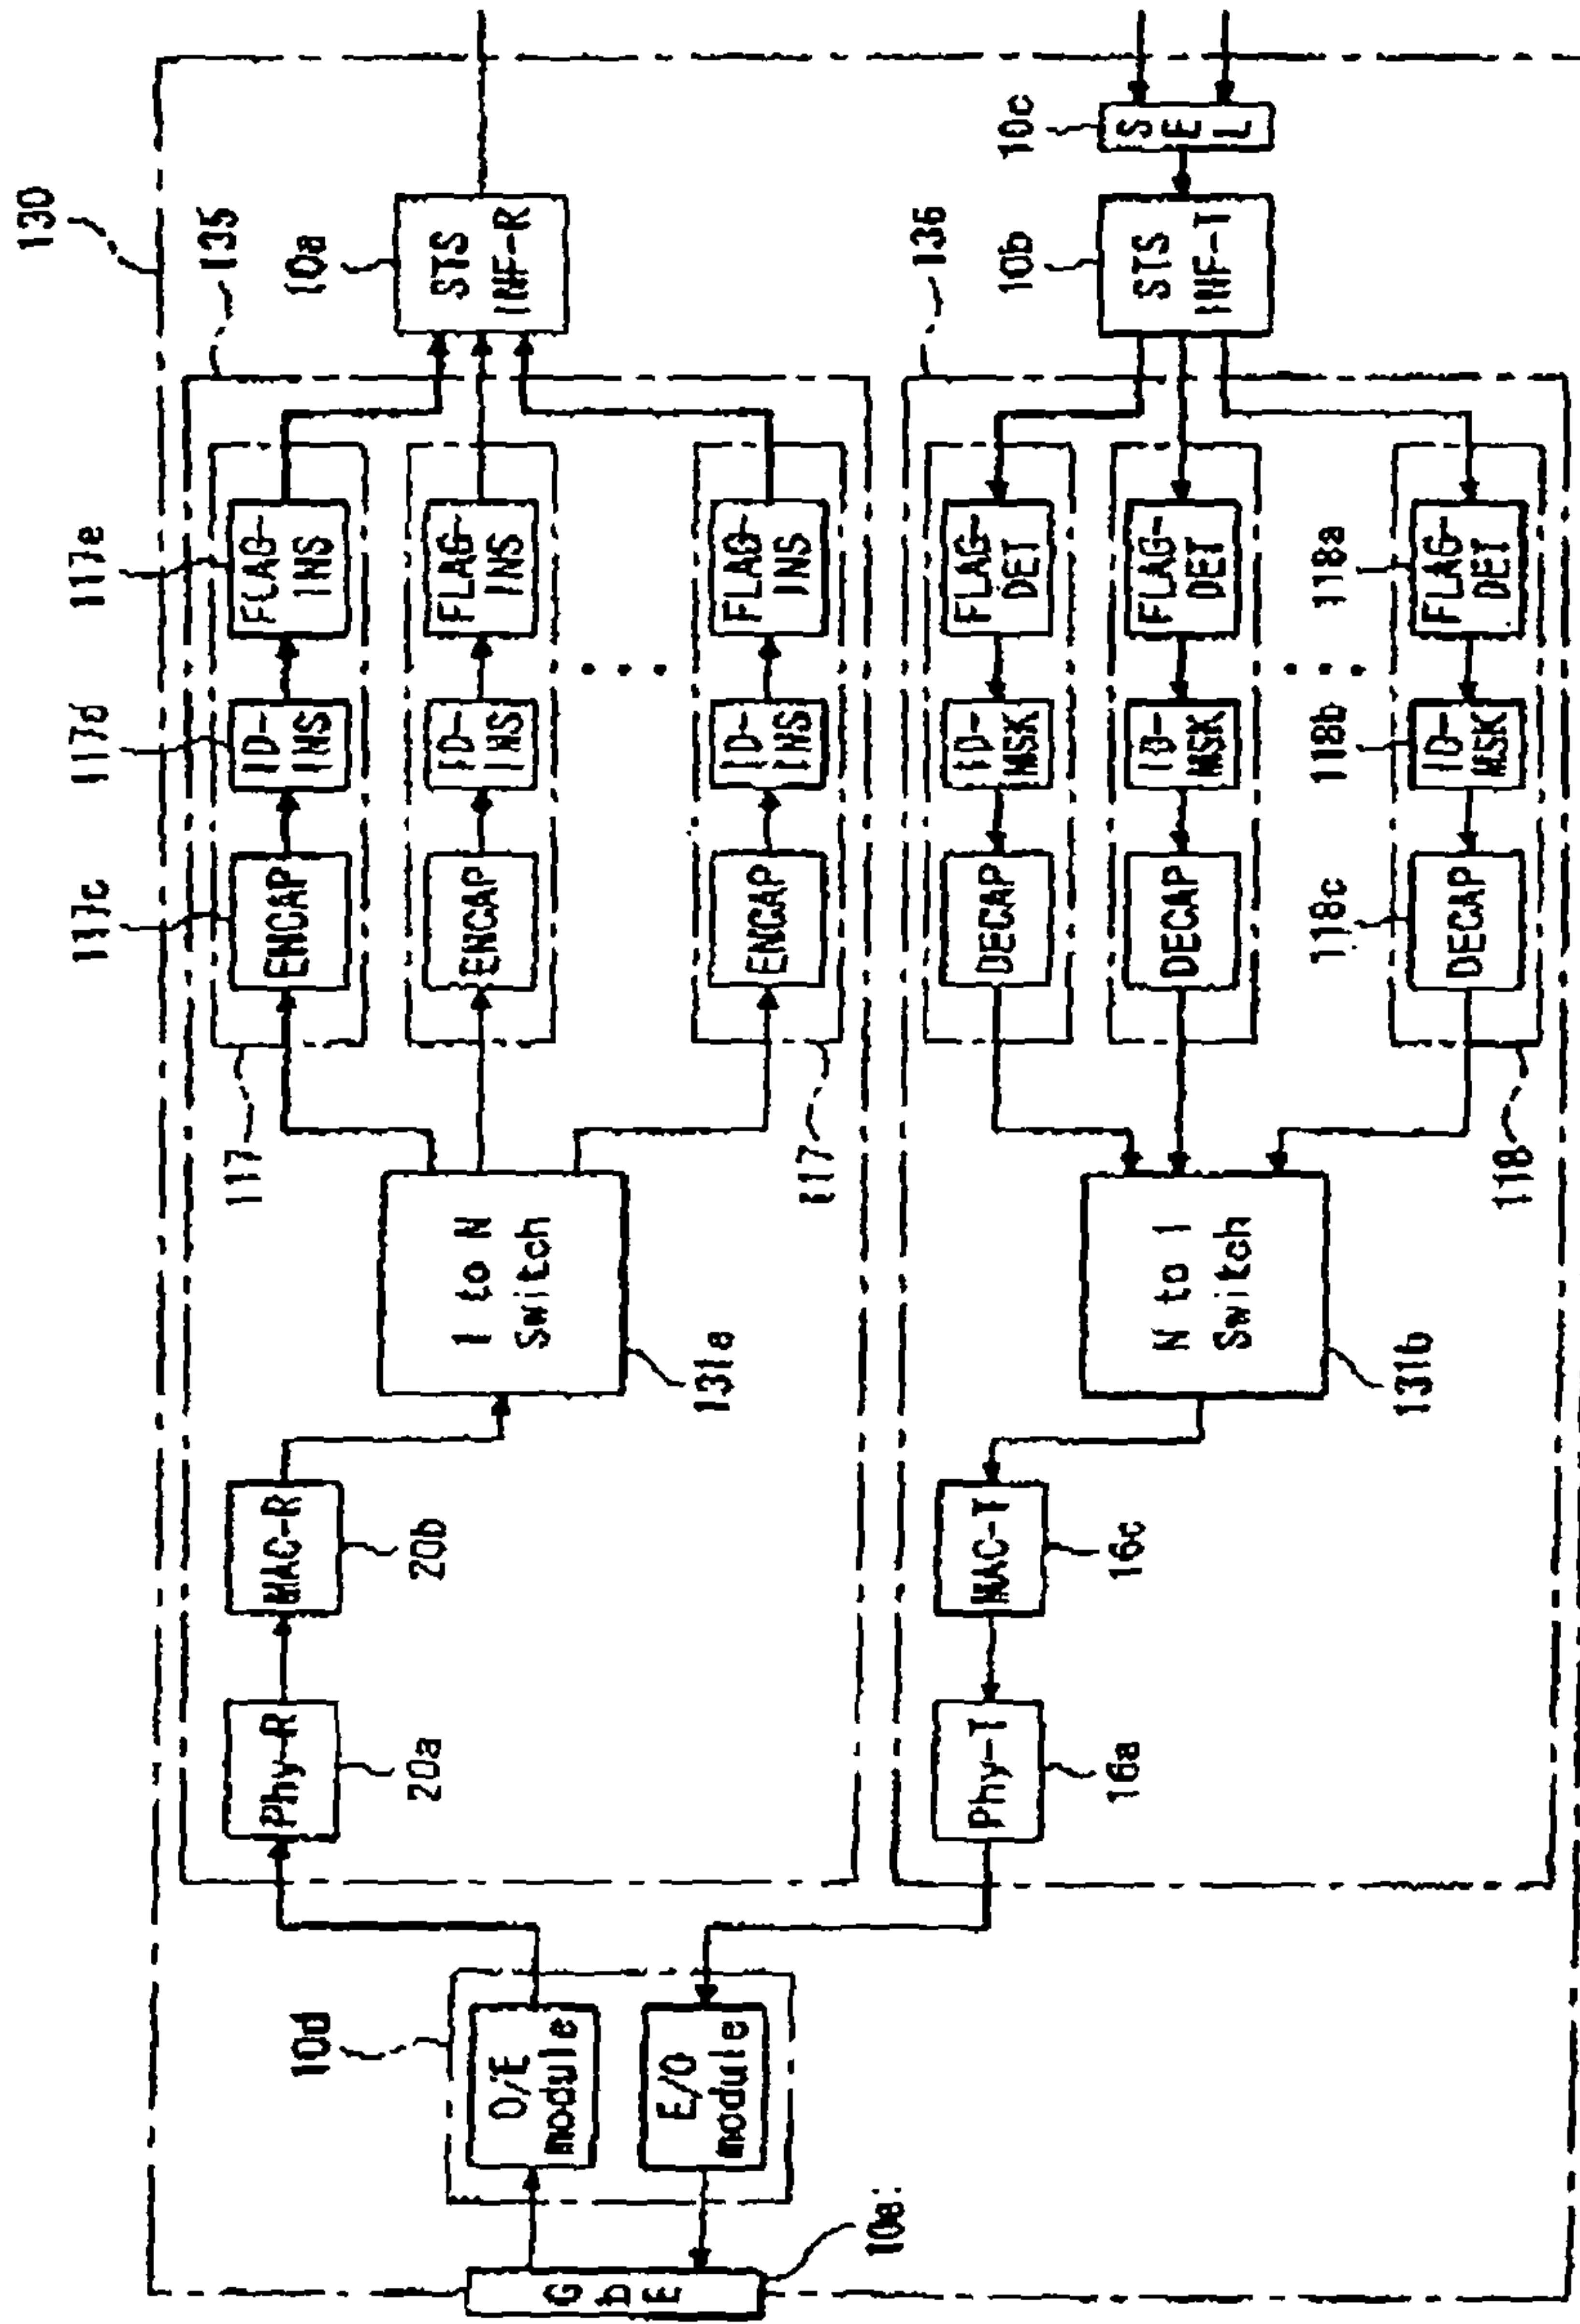 130
135
117c
117d
117e
117
ENCAP
ID-
INS
FLAG-
INS
10a
STS
INF-R
Phy-R
20a
MAC-R
20b
1 to N
Switch
131a
ENCAP
ID-
INS
FLAG-
INS
ENCAP
ID-
INS
FLAG-
INS
117
10d
O/E
module
E/O
module
GbE
10e
136
10c
SEL
10b
STS
INF-T
DECAP
ID-
MSK
FLAG-
DET
Phy-T
16a
MAC-T
16c
N to 1
Switch
131b
DECAP
ID-
MSK
FLAG-
DET
118c
118b
118a
DECAP
ID-
MSK
FLAG-
DET
118